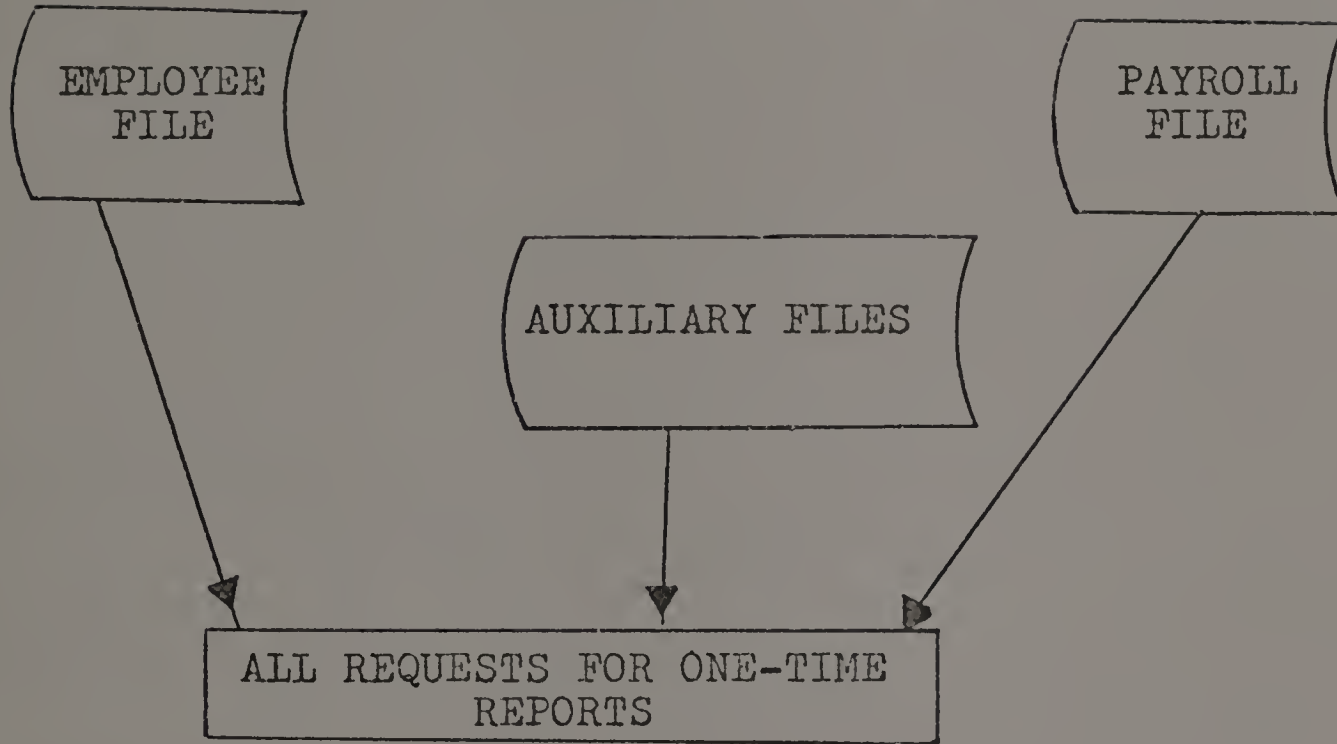 EMPLOYEE
FILE
PAYROLL
FILE
AUXILIARY FILES
ALL REQUESTS FOR ONE-TIME
REPORTS